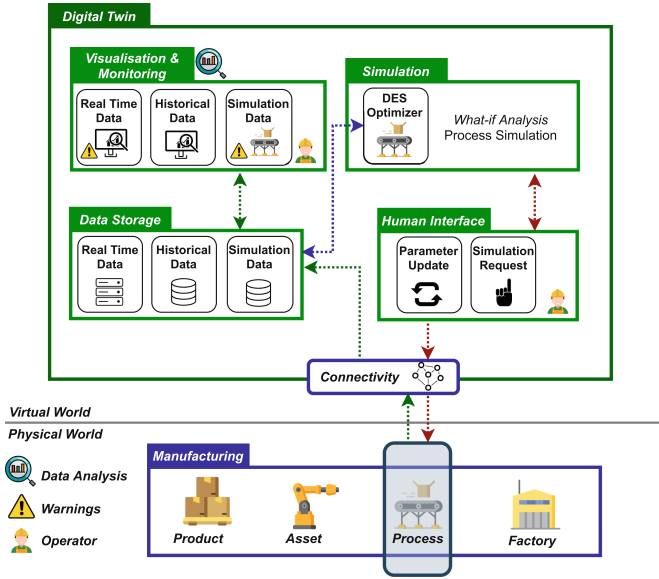 Digital Twin
Visualisation &
Monitoring
Real Time
Data
Historical
Data
Simulation
Data
Simulation
DES
Optimizer
What-if Analysis
Process Simulation
Data Storage
Real Time
Data
Historical
Data
Simulation
Data
Human Interface
Parameter
Update
Simulation
Request
Connectivity
Virtual World
Physical World
Data Analysis
Warnings
Operator
Manufacturing
Product
Asset
Process
Factory